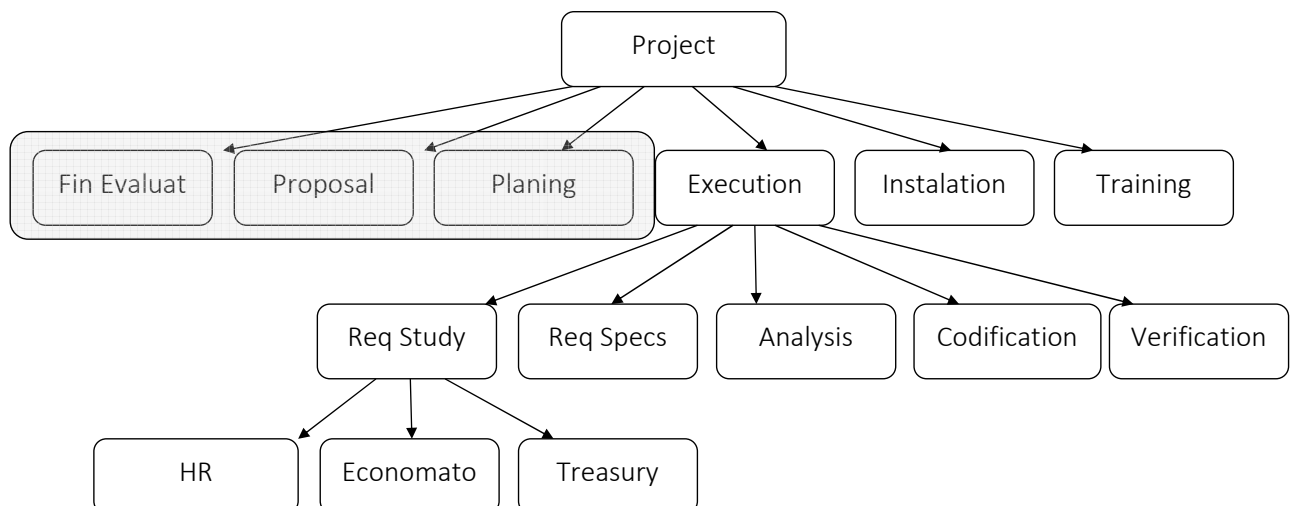 Project
Fin Evaluat
Proposal
Planing
Execution
Instalation
Training
Req Study
Req Specs
Analysis
Codification
Verification
HR
Economato
Treasury